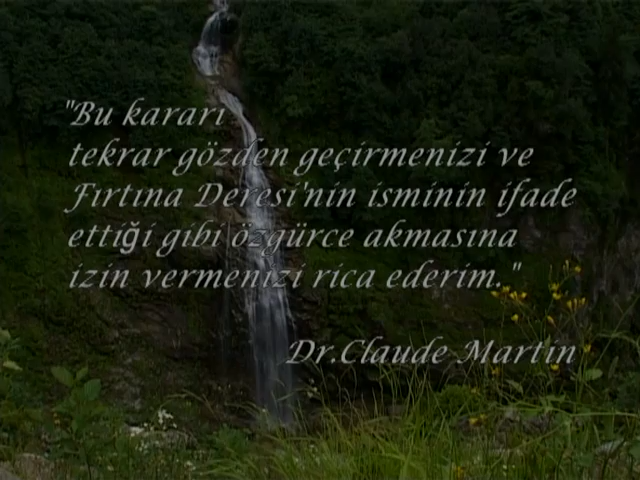 "Bu kararı
tekrar gözden geçirmenizi ve
Fırtına Deresi'nin isminin ifade
ettiği gibi özgürce akmasına
izin vermenizi rica ederim."
Dr.Claude Martin